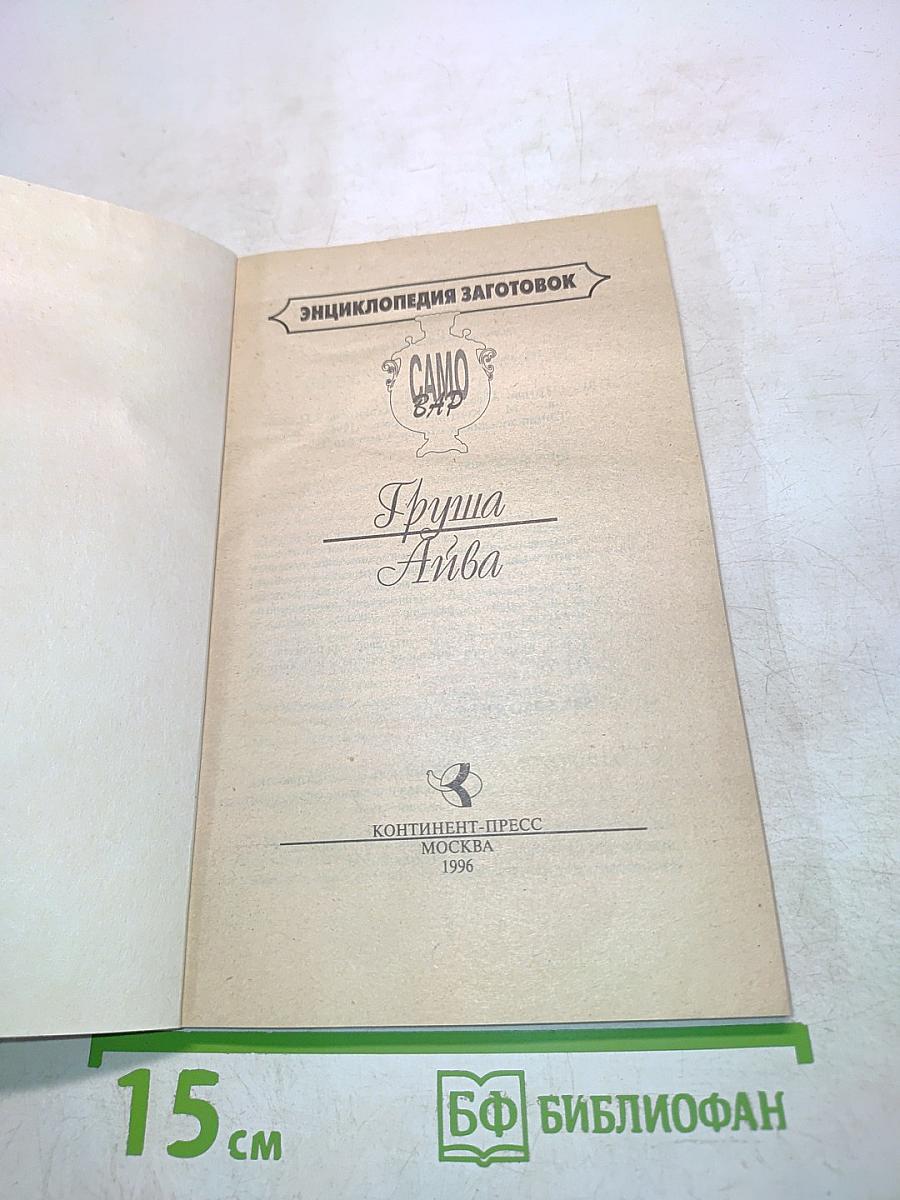 ЭНЦИКЛОПЕДИЯ ЗАГОТОВОК
САМО
ВАР
Груша
Айва
КОНТИНЕНТ-ПРЕСС
МОСКВА
1996
15 см
БФ БИБЛИОФАН